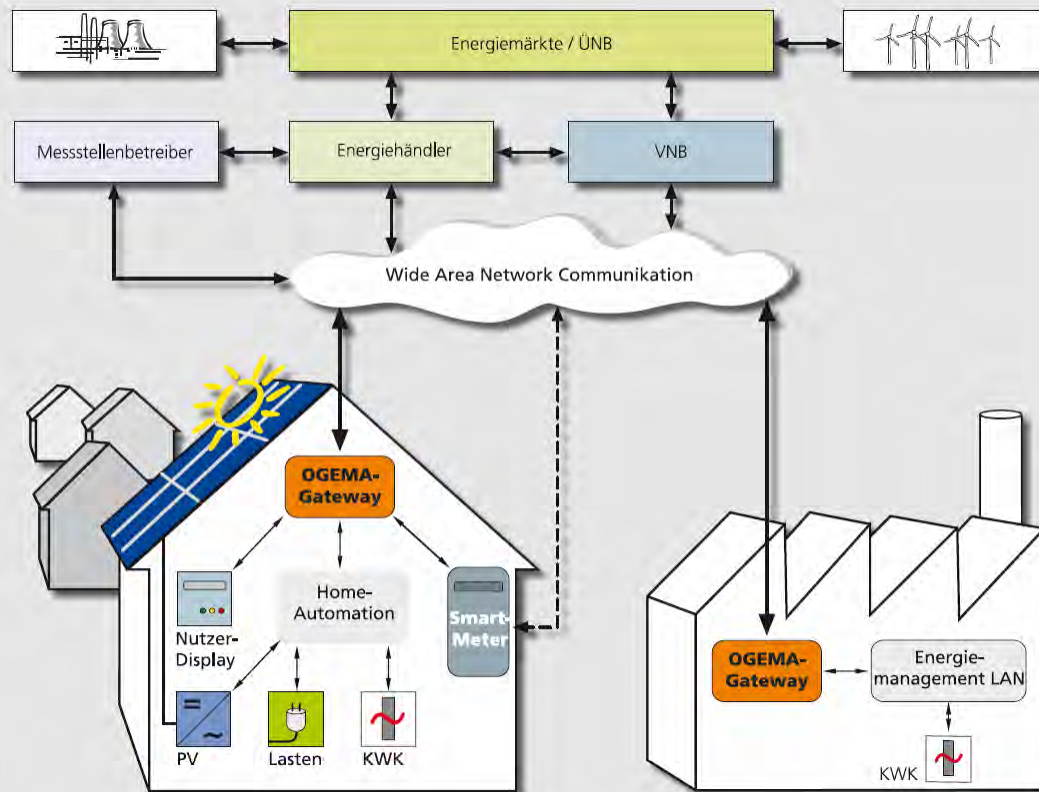 Energiemärkte / ÜNB
Messstellenbetreiber
Energiehändler
VNB
Wide Area Network Communikation
OGEMA-
Gateway
Home-
Automation
Nutzer-
Display
Smart-
Meter
PV
Lasten
KWK
OGEMA-
Gateway
Energie-
management LAN
KWK